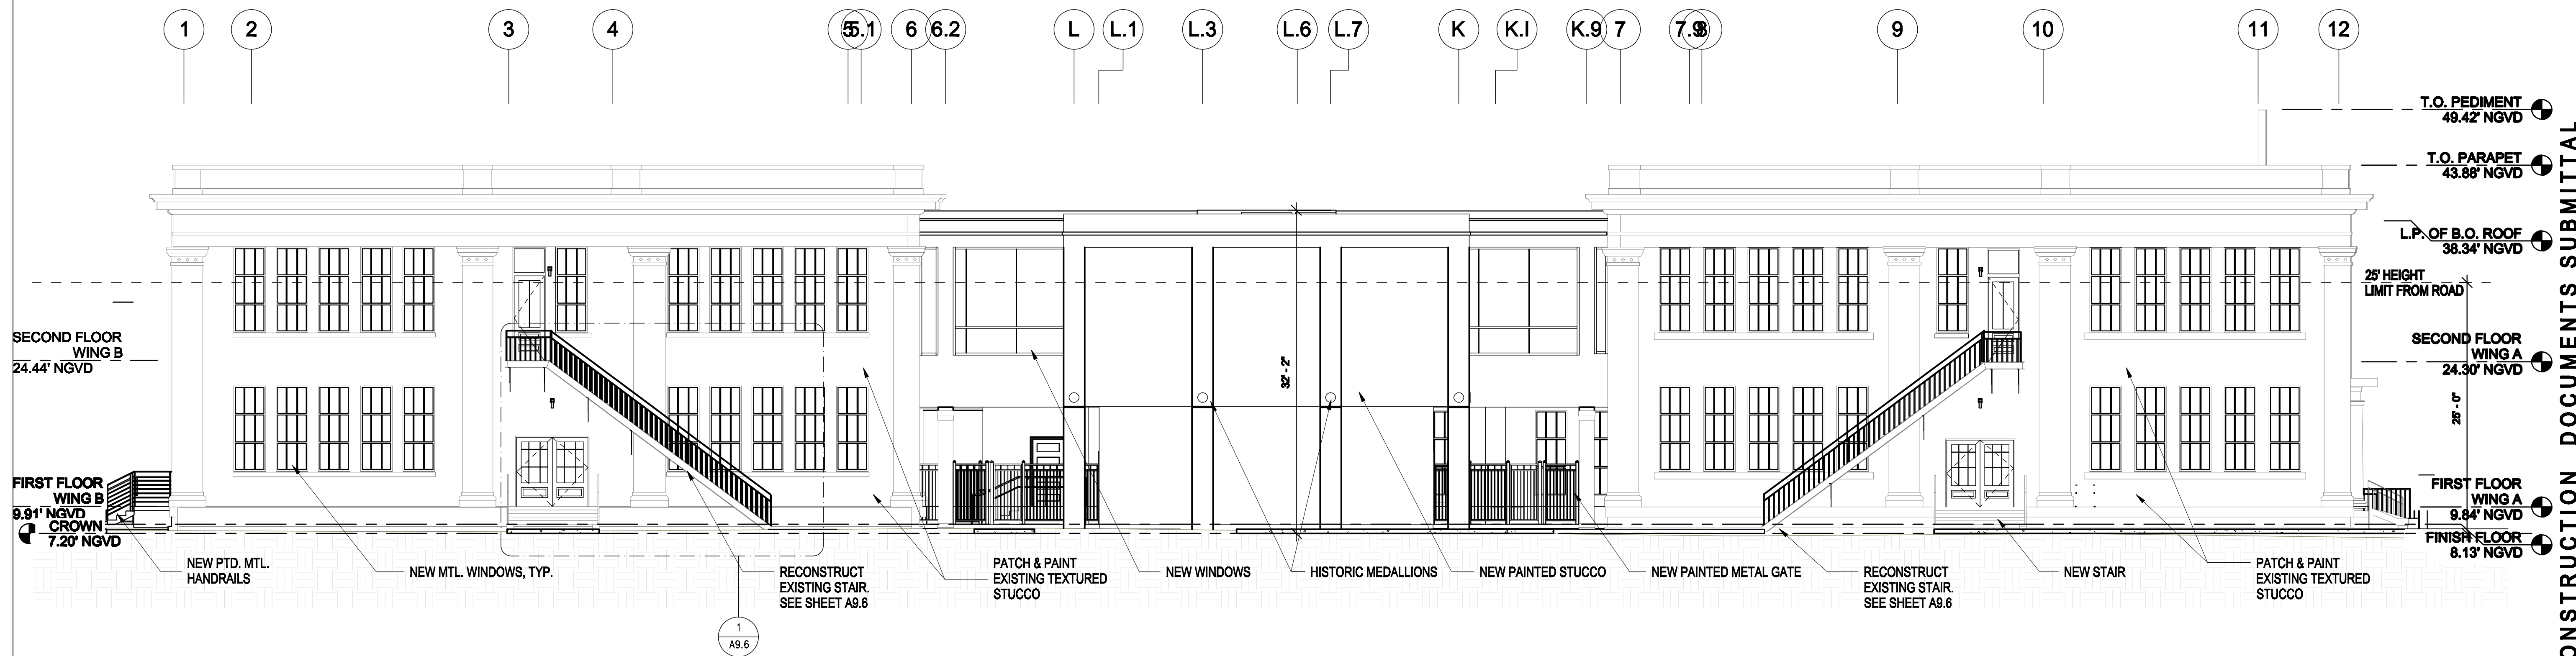 1
2
3
4
5
5.1
6
6.2
L
L.1
L.3
L.6
L.7
K
K.I
K.9
7
7.9
8
9
10
11
12
T.O. PEDIMENT
49.42' NGVD
T.O. PARAPET
43.88' NGVD
L.P. OF B.O. ROOF
38.34' NGVD
25' HEIGHT
LIMIT FROM ROAD
SECOND FLOOR
WING B
24.44' NGVD
SECOND FLOOR
WING A
24.30' NGVD
32' - 2"
25' - 0"
FIRST FLOOR
WING B
9.91' NGVD
CROWN
7.20' NGVD
FIRST FLOOR
WING A
9.84' NGVD
FINISH FLOOR
8.13' NGVD
NEW PTD. MTL.
HANDRAILS
NEW MTL. WINDOWS, TYP.
RECONSTRUCT
EXISTING STAIR.
SEE SHEET A9.6
PATCH & PAINT
EXISTING TEXTURED
STUCCO
NEW WINDOWS
HISTORIC MEDALLIONS
NEW PAINTED STUCCO
NEW PAINTED METAL GATE
RECONSTRUCT
EXISTING STAIR.
SEE SHEET A9.6
NEW STAIR
PATCH & PAINT
EXISTING TEXTURED
STUCCO
1
A9.6
ONSTRUCTION DOCUMENTS SUBMITTAL